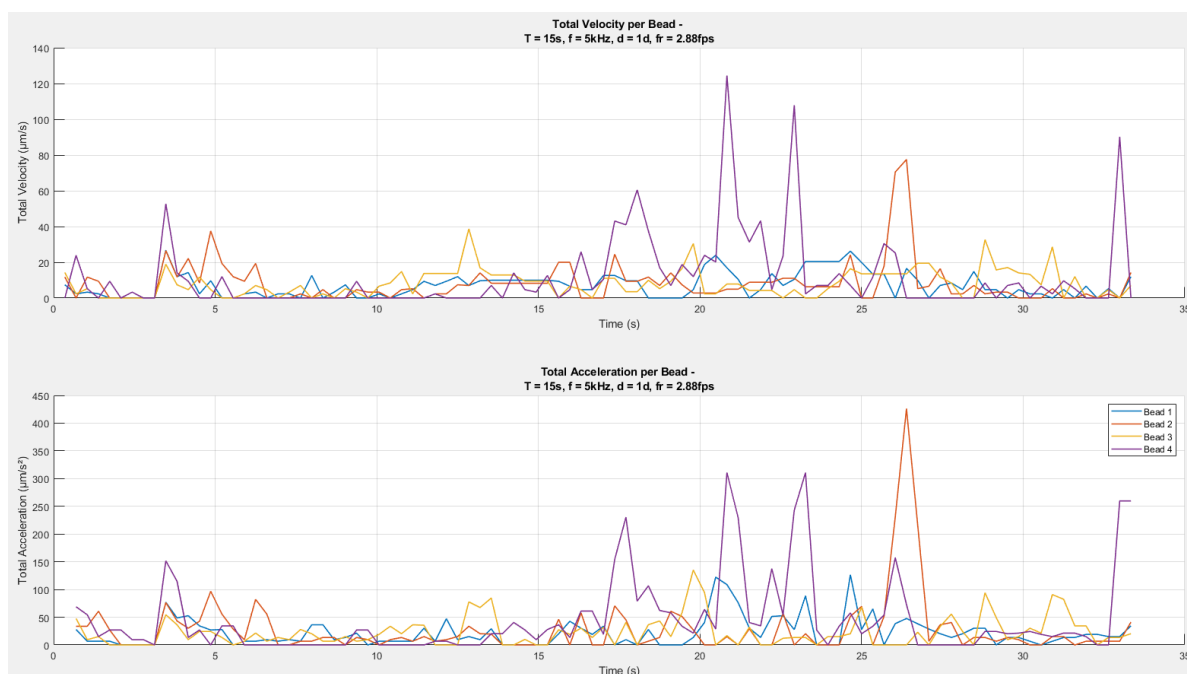 Total Velocity per Bead -
T = 15s, f = 5kHz, d = 1d, fr = 2.88fps
140
120
100
80
60
40
20
0
Total Velocity (µm/s)
0 5 10 15 20 25 30 35
Time (s)
Total Acceleration per Bead -
T = 15s, f = 5kHz, d = 1d, fr = 2.88fps
450
400
350
300
250
200
150
100
50
0
Total Acceleration (µm/s²)
Bead 1
Bead 2
Bead 3
Bead 4
0 5 10 15 20 25 30 35
Time (s)